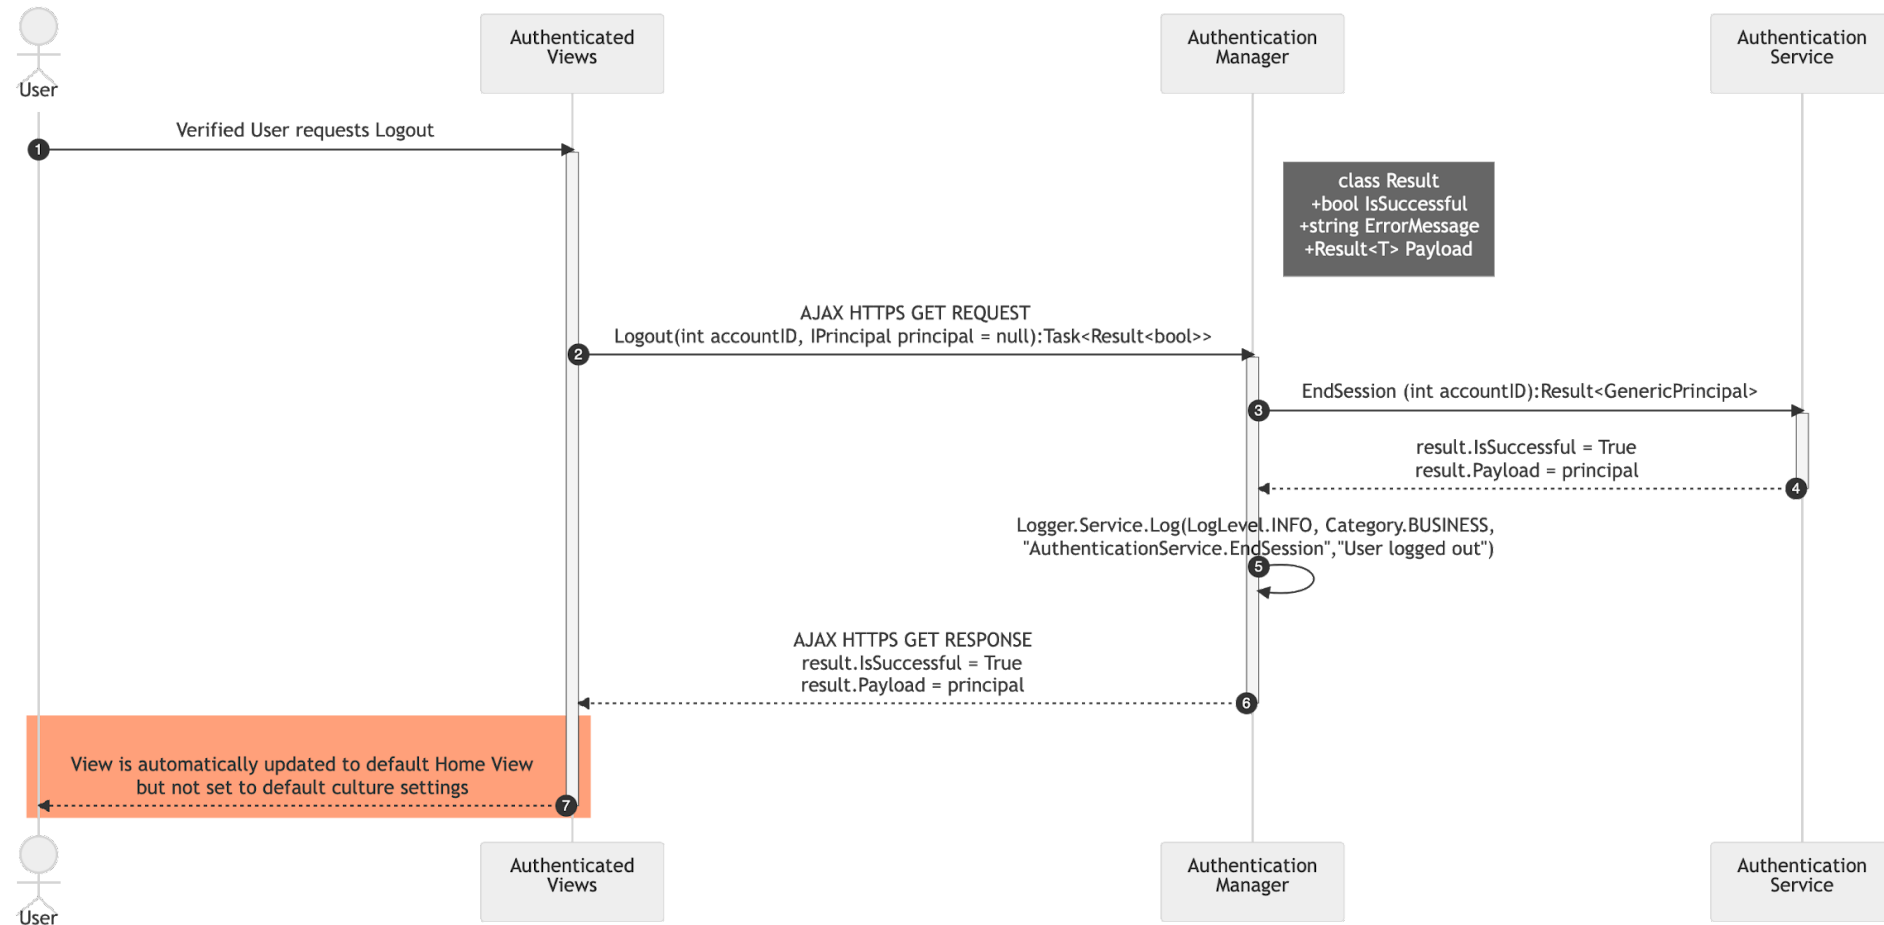 User
Authenticated
Views
Authentication
Manager
Authentication
Service
Verified User requests Logout
1
class Result
+bool IsSuccessful
+string ErrorMessage
+Result<T> Payload
AJAX HTTPS GET REQUEST
Logout(int accountID, IPrincipal principal = null):Task<Result<bool>>
2
EndSession (int accountID):Result<GenericPrincipal>
3
result.IsSuccessful = True
result.Payload = principal
4
Logger.Service.Log(LogLevel.INFO, Category.BUSINESS,
"AuthenticationService.EndSession","User logged out")
5
AJAX HTTPS GET RESPONSE
result.IsSuccessful = True
result.Payload = principal
6
View is automatically updated to default Home View
but not set to default culture settings
7
User
Authenticated
Views
Authentication
Manager
Authentication
Service